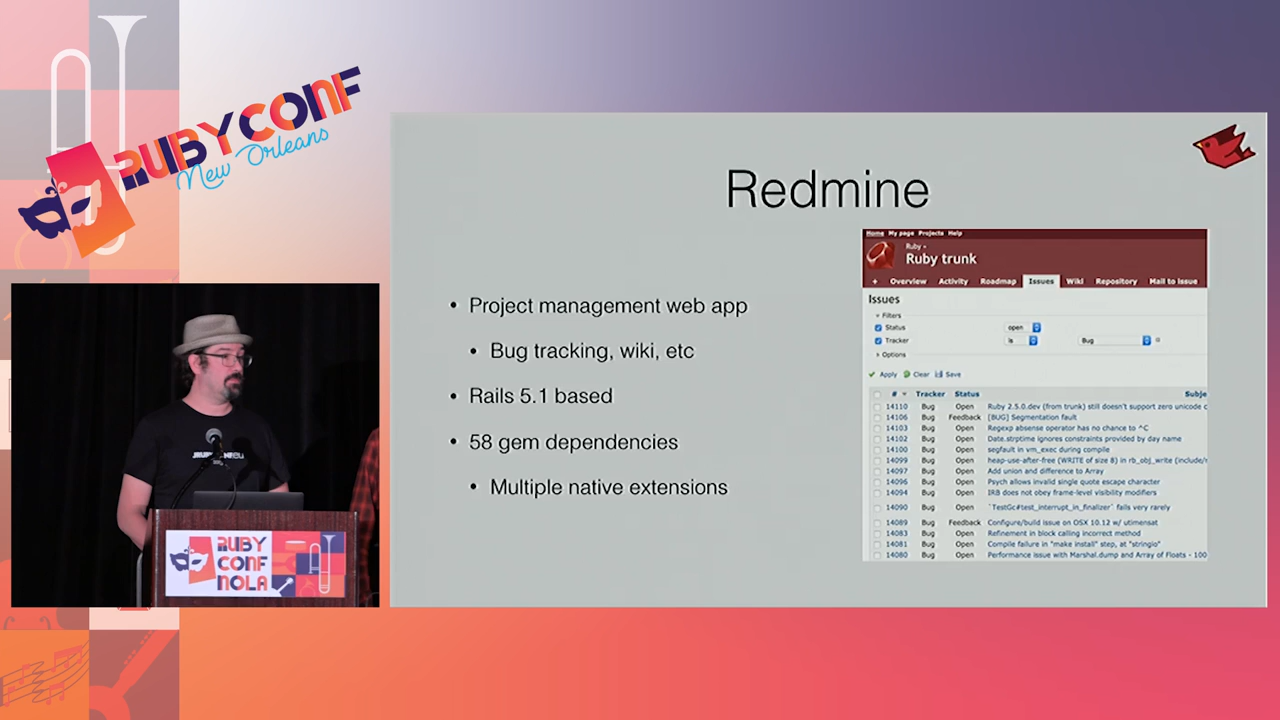 RUBYCONF
New Orleans
RUBY
CONF
NOLA
Redmine
• Project management web app
• Bug tracking, wiki, etc
• Rails 5.1 based
• 58 gem dependencies
• Multiple native extensions
Home My page Projects Help
Ruby »
Ruby trunk
+ Overview Activity Roadmap Issues Wiki Repository Mail to issue
Issues
Filters
Status open
Tracker is Bug
Options
Apply Clear Save
# Tracker Status Subje
14110 Bug Open Ruby 2.5.0.dev (from trunk) still doesn't support zero unicode c
14106 Bug Feedback [BUG] Segmentation fault
14103 Bug Open Regexp absense operator has no chance to ^C
14102 Bug Open Date.strptime ignores constraints provided by day name
14100 Bug Open segfault in vm_exec during compile
14099 Bug Open heap-use-after-free (WRITE of size 8) in rb_obj_write (include/r
14097 Bug Open Add union and difference to Array
14096 Bug Open Psych allows invalid single quote escape character
14094 Bug Open IRB does not obey frame-level visibility modifiers
14090 Bug Open `TestGc#test_interrupt_in_finalizer` fails very rarely
14089 Bug Feedback Configure/build issue on OSX 10.12 w/ utimensat
14083 Bug Open Refinement in block calling incorrect method
14081 Bug Open Compile failure in "make install" step, at "stringio"
14080 Bug Open Performance issue with Marshal.dump and Array of Floats - 100